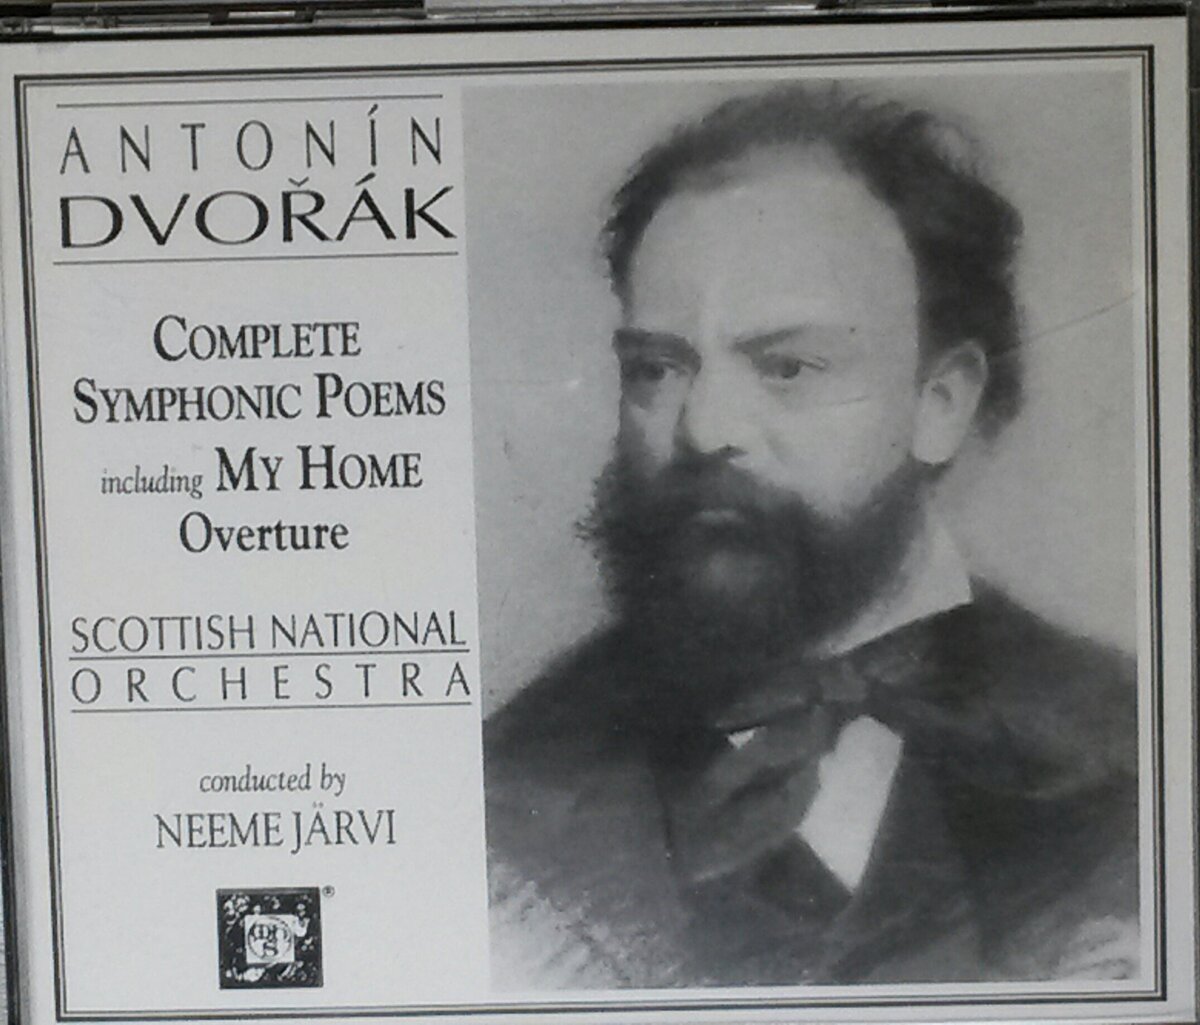 ANTONÍN
DVOŘÁK
COMPLETE
SYMPHONIC POEMS
including MY HOME
Overture
SCOTTISH NATIONAL
ORCHESTRA
conducted by
NEEME JÄRVI
®